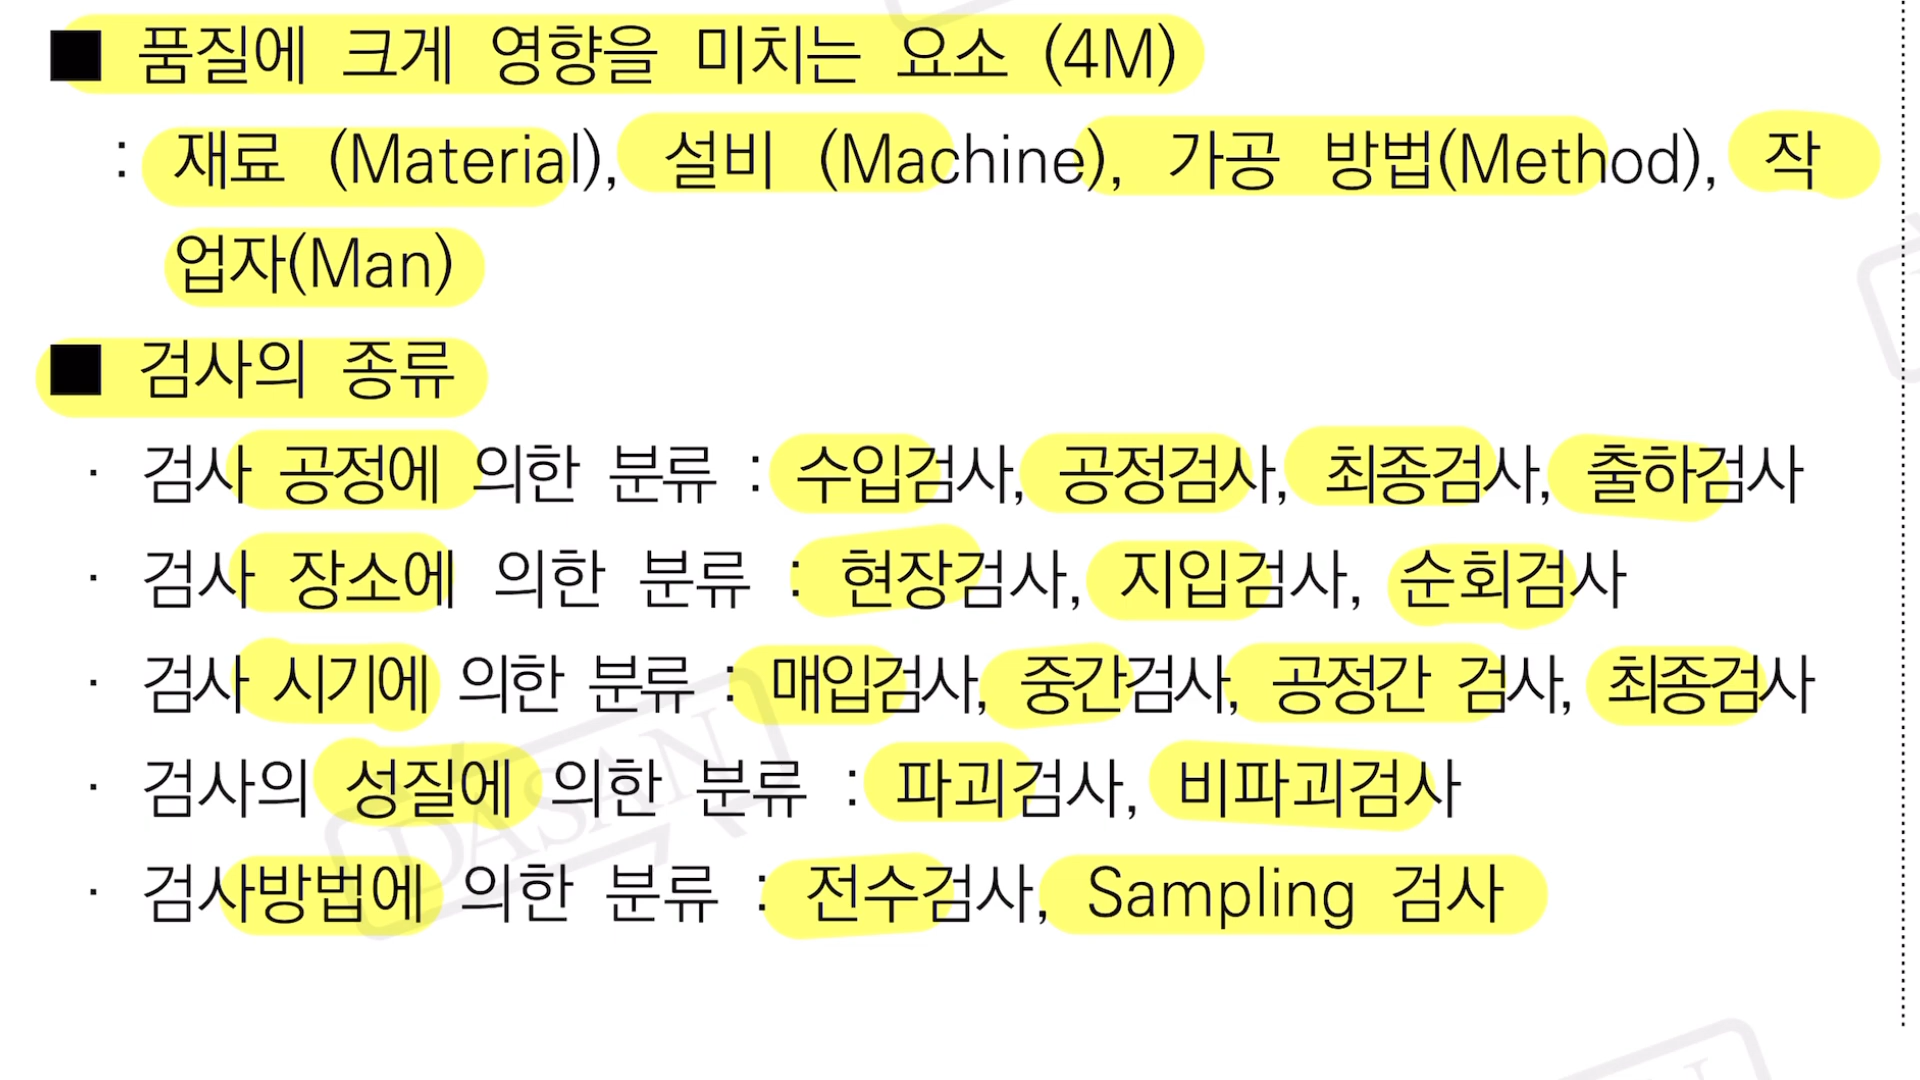 ■ 품질에 크게 영향을 미치는 요소 (4M)
: 재료 (Material), 설비 (Machine), 가공 방법(Method), 작
업자(Man)
■ 검사의 종류
· 검사 공정에 의한 분류 : 수입검사, 공정검사, 최종검사, 출하검사
· 검사 장소에 의한 분류 : 현장검사, 지입검사, 순회검사
· 검사 시기에 의한 분류 : 매입검사, 중간검사, 공정간 검사, 최종검사
· 검사의 성질에 의한 분류 : 파괴검사, 비파괴검사
· 검사방법에 의한 분류 : 전수검사, Sampling 검사
DASAN